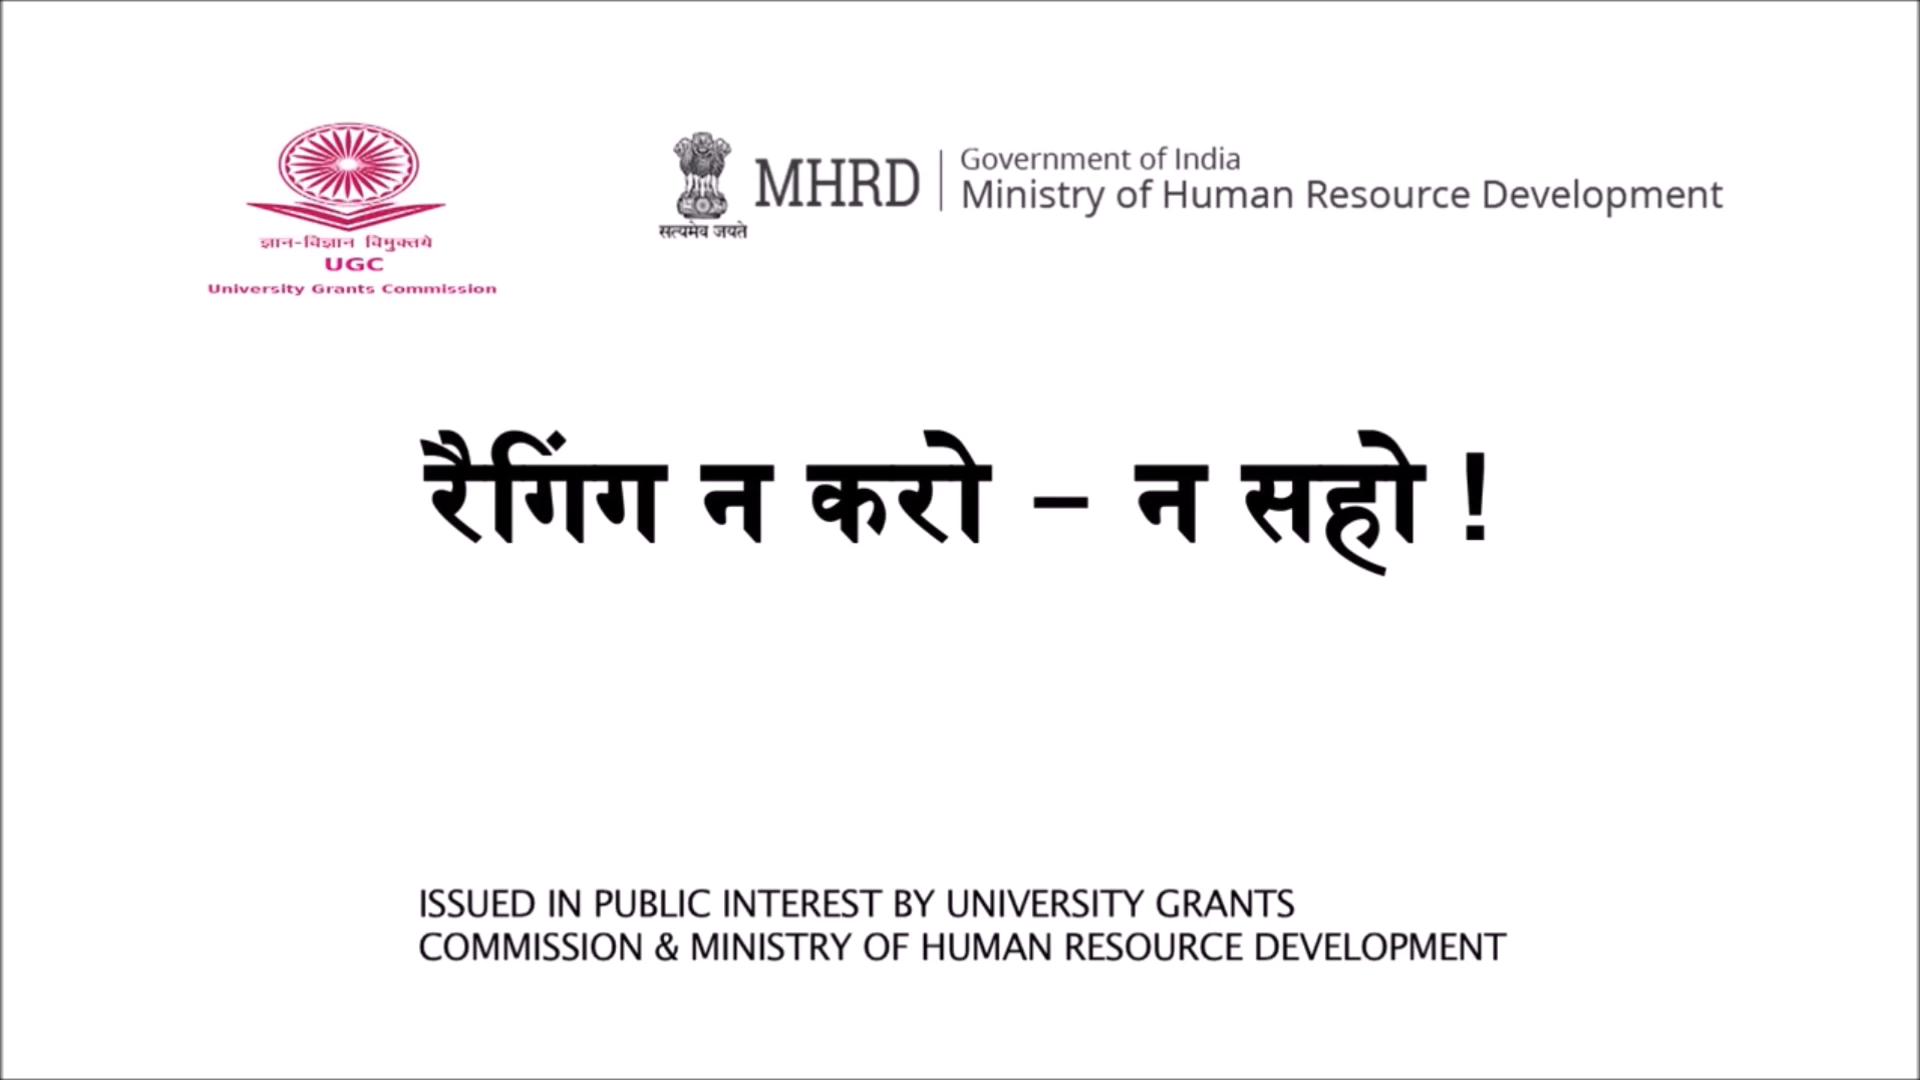 ज्ञान-विज्ञान विमुक्तये
UGC
University Grants Commission
सत्यमेव जयते
MHRD
Government of India
Ministry of Human Resource Development
रैगिंग न करो – न सहो !
ISSUED IN PUBLIC INTEREST BY UNIVERSITY GRANTS
COMMISSION & MINISTRY OF HUMAN RESOURCE DEVELOPMENT